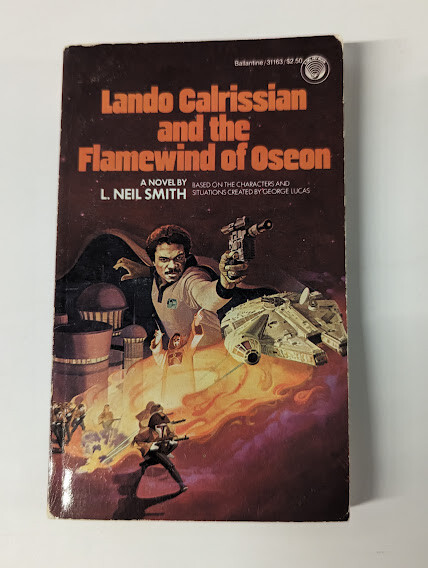 Ballantine/31163/$2.50
Lando Calrissian
and the
Flamewind of Oseon
A NOVEL BY
L. NEIL SMITH
BASED ON THE CHARACTERS AND
SITUATIONS CREATED BY GEORGE LUCAS